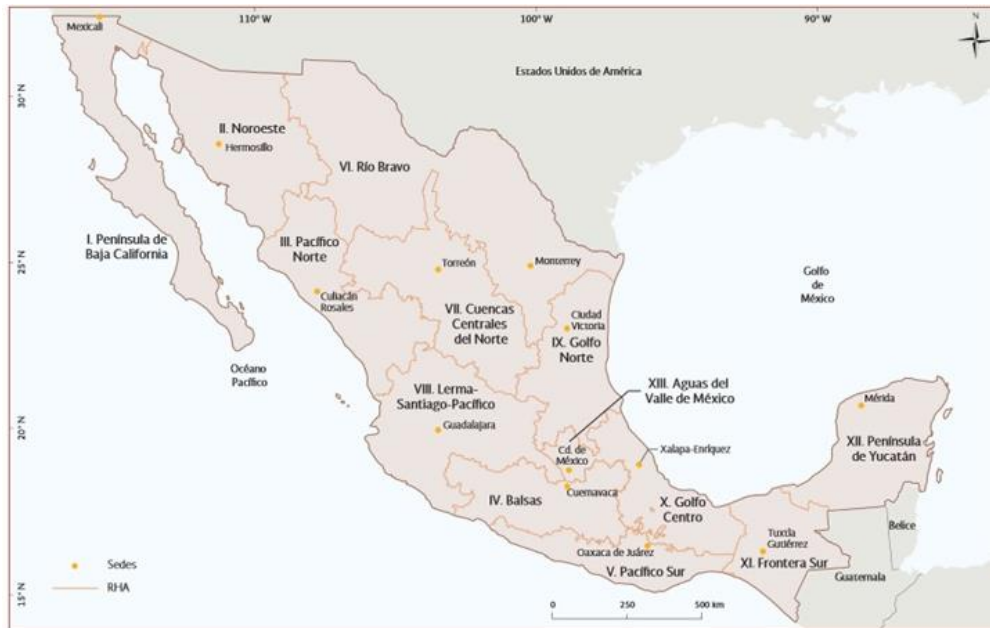 110° W
100° W
90° W
N
Mexicali
Estados Unidos de América
30° N
II. Noroeste
Hermosillo
VI. Río Bravo
I. Península de
Baja California
III. Pacífico
Norte
Torreón
Monterrey
25° N
Golfo
de
México
Culiacán
Rosales
VII. Cuencas
Centrales
del Norte
Ciudad
Victoria
IX. Golfo
Norte
Océano
Pacífico
VIII. Lerma-
Santiago-Pacífico
XIII. Aguas del
Valle de México
Mérida
Guadalajara
20° N
Cd. de
México
Xalapa-Enríquez
XII. Península
de Yucatán
IV. Balsas
Cuernavaca
X. Golfo
Centro
Belice
Tuxtla
Gutiérrez
Oaxaca de Juárez
XI. Frontera Sur
V. Pacífico Sur
Guatemala
Sedes
RHA
15° N
0 250 500 km